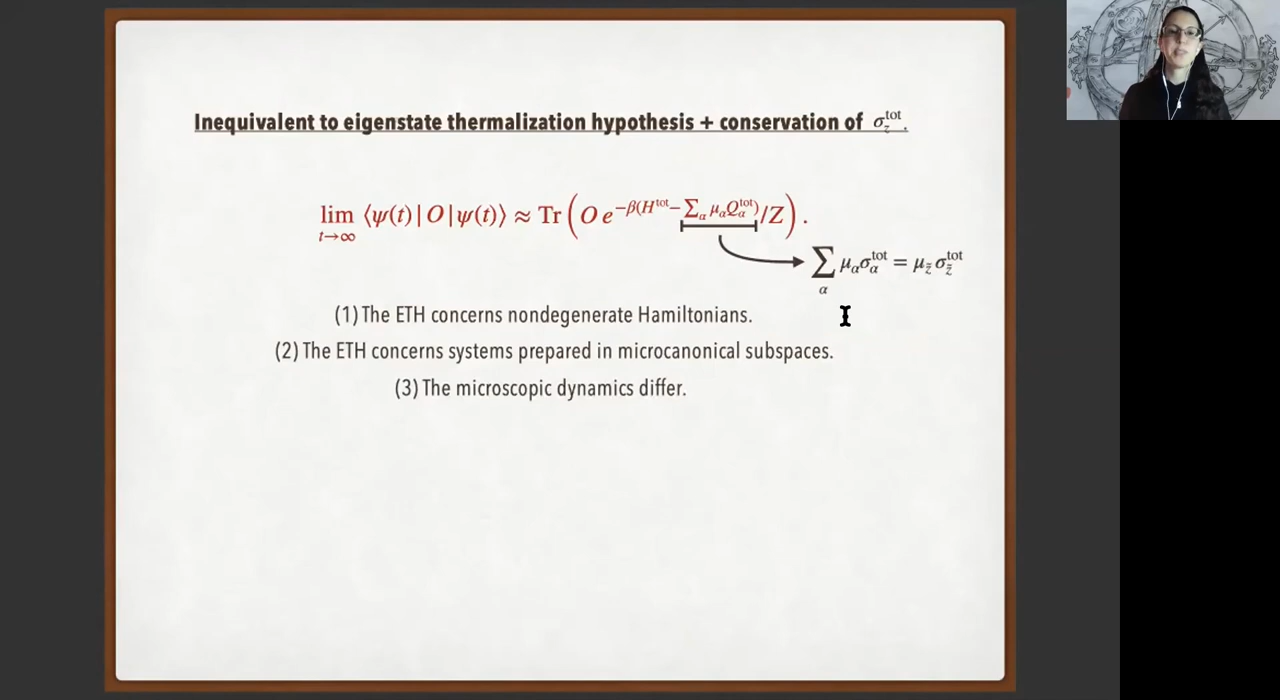 Inequivalent to eigenstate thermalization hypothesis + conservation of σ_z^tot.
lim_{t→∞} ⟨ψ(t)|O|ψ(t)⟩ ≈ Tr(O e^{−β(H^tot − ∑_α μ_α Q_α^tot)}/Z).
∑_α μ_α σ_α^tot = μ_z̃ σ_z̃^tot
(1) The ETH concerns nondegenerate Hamiltonians.
(2) The ETH concerns systems prepared in microcanonical subspaces.
(3) The microscopic dynamics differ.